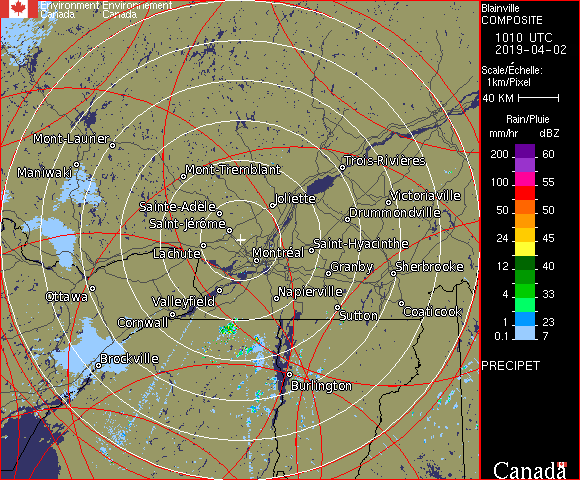 Environment Environnement
Canada Canada
Blainville
COMPOSITE
1010 UTC
2019-04-02
Scale/Échelle:
1km/Pixel
40 KM
Rain/Pluie
mm/hr dBZ
200 60
100 55
50 50
24 45
12 40
4 33
1 23
0.1 7
PRECIPET
Canada
Mont-Laurier
Maniwaki
Mont-Tremblant
Trois-Rivières
Joliette
Victoriaville
Sainte-Adèle
Drummondville
Saint-Jérôme
Lachute
Montréal
Saint-Hyacinthe
Granby
Sherbrooke
Ottawa
Valleyfield
Napierville
Cornwall
Sutton
Coaticook
Brockville
Burlington